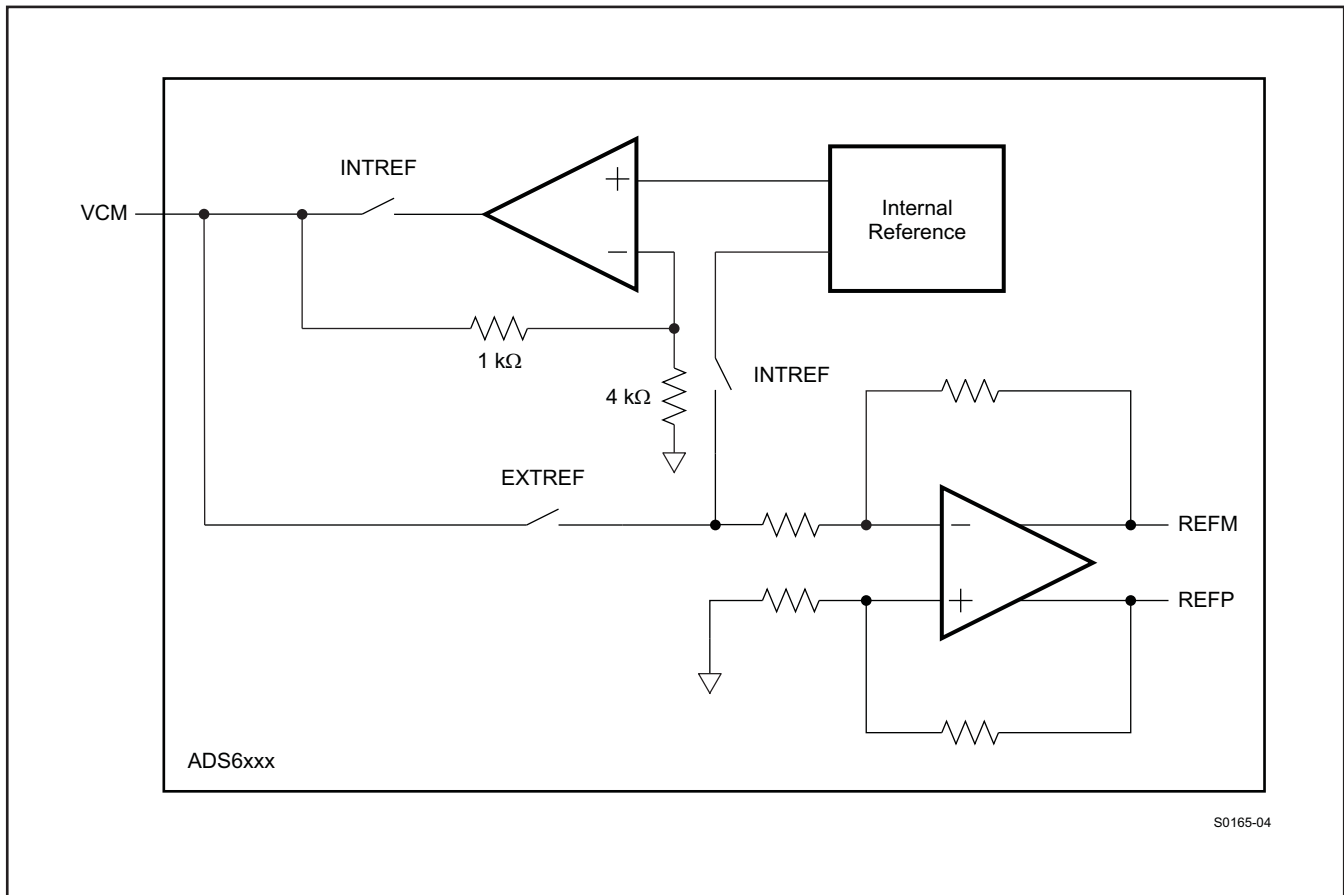 INTREF
VCM
+
−
Internal
Reference
1 kΩ
4 kΩ
INTREF
EXTREF
−
+
REFM
REFP
ADS6xxx
S0165-04